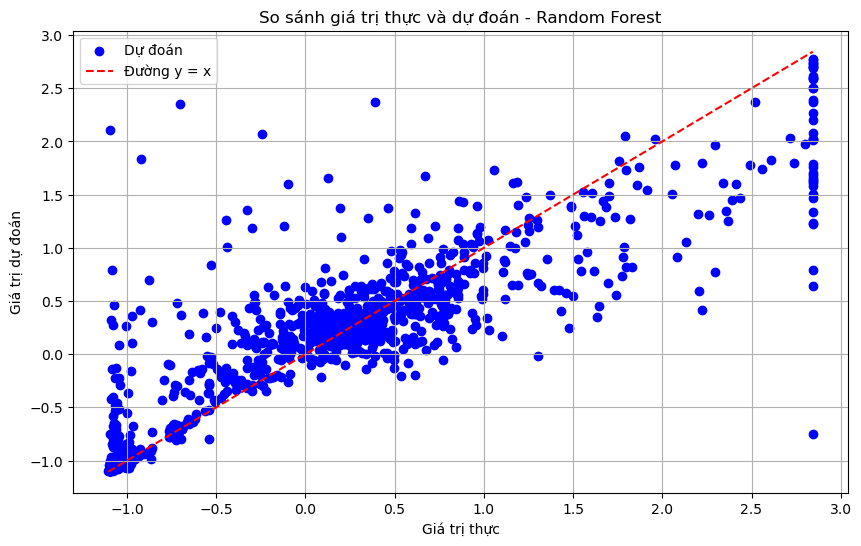 So sánh giá trị thực và dự đoán - Random Forest
Dự đoán
Đường y = x
Giá trị dự đoán
3.0
2.5
2.0
1.5
1.0
0.5
0.0
−0.5
−1.0
−1.0 −0.5 0.0 0.5 1.0 1.5 2.0 2.5 3.0
Giá trị thực